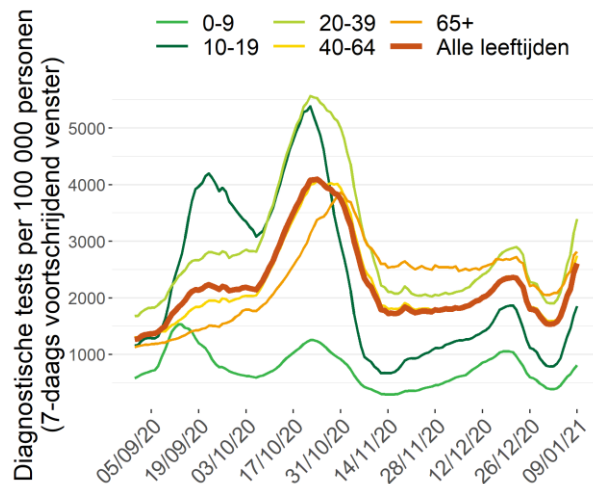 0-9 20-39 65+
10-19 40-64 Alle leeftijden
Diagnostische tests per 100 000 personen
(7-daags voortschrijdend venster)
5000
4000
3000
2000
1000
05/09/20 19/09/20 03/10/20 17/10/20 31/10/20 14/11/20 28/11/20 12/12/20 26/12/20 09/01/21